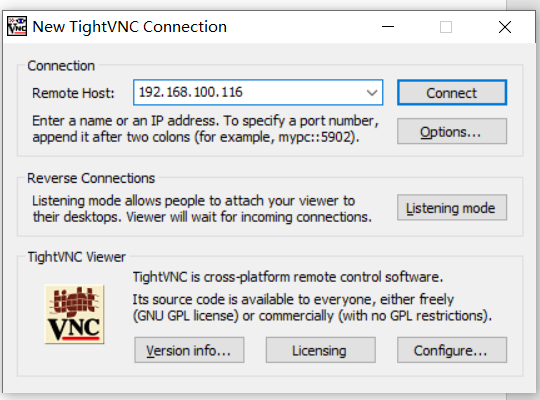 New TightVNC Connection
Connection
Remote Host:
192.168.100.116
Connect
Enter a name or an IP address. To specify a port number,
append it after two colons (for example, mypc::5902).
Options...
Reverse Connections
Listening mode allows people to attach your viewer to
their desktops. Viewer will wait for incoming connections.
Listening mode
TightVNC Viewer
tight
VNC
TightVNC is cross-platform remote control software.
Its source code is available to everyone, either freely
(GNU GPL license) or commercially (with no GPL restrictions).
Version info...
Licensing
Configure...